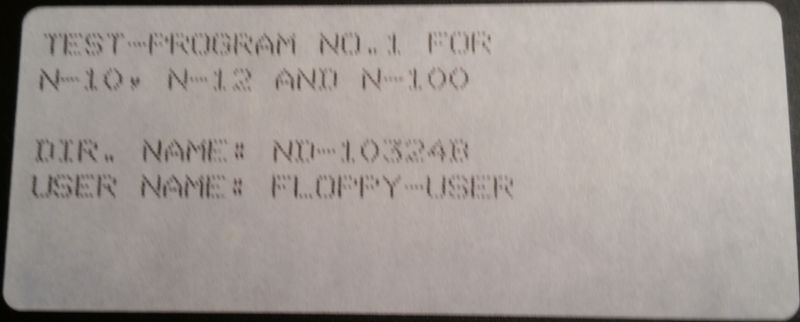 TEST-PROGRAM NO.1 FOR
N-10, N-12 AND N-100
DIR. NAME: ND-10324B
USER NAME: FLOPPY-USER